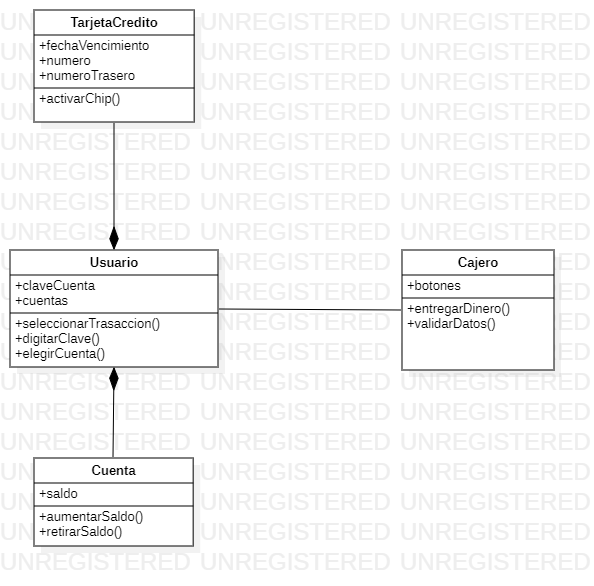 TarjetaCredito
+fechaVencimiento
+numero
+numeroTrasero
+activarChip()
Usuario
+claveCuenta
+cuentas
+seleccionarTrasaccion()
+digitarClave()
+elegirCuenta()
Cajero
+botones
+entregarDinero()
+validarDatos()
Cuenta
+saldo
+aumentarSaldo()
+retirarSaldo()
UNREGISTERED UNREGISTERED UNREGISTERED